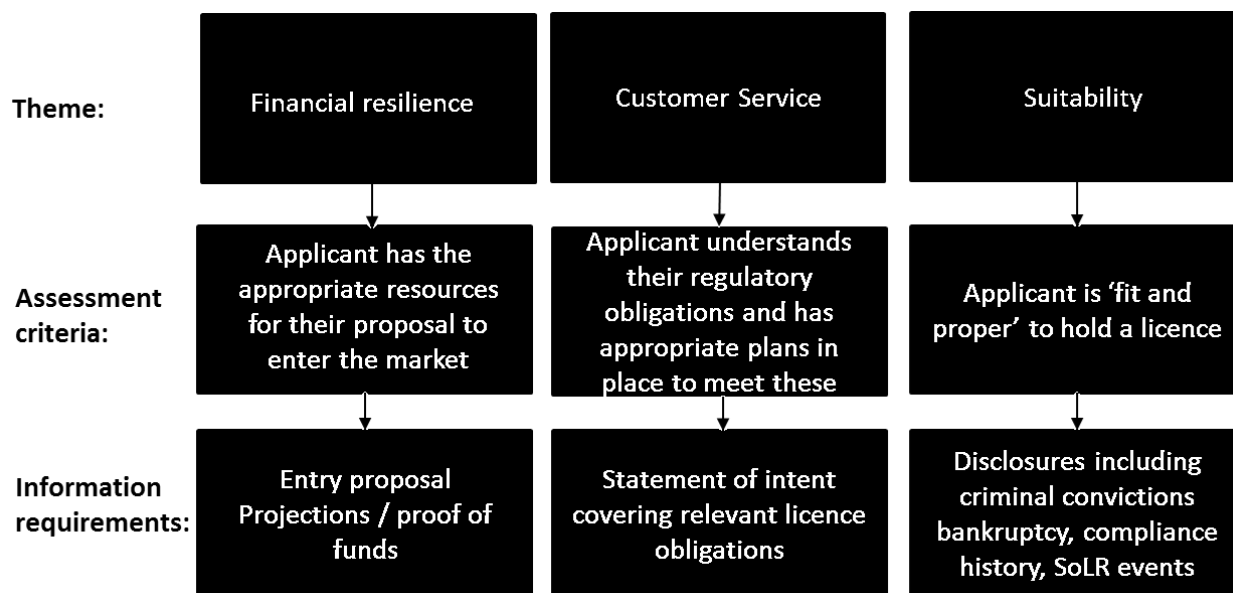 Theme:
Financial resilience
Customer Service
Suitability
Assessment
criteria:
Applicant has the
appropriate resources
for their proposal to
enter the market
Applicant understands
their regulatory
obligations and has
appropriate plans in
place to meet these
Applicant is ‘fit and
proper’ to hold a licence
Information
requirements:
Entry proposal
Projections / proof of
funds
Statement of intent
covering relevant licence
obligations
Disclosures including
criminal convictions
bankruptcy, compliance
history, SoLR events